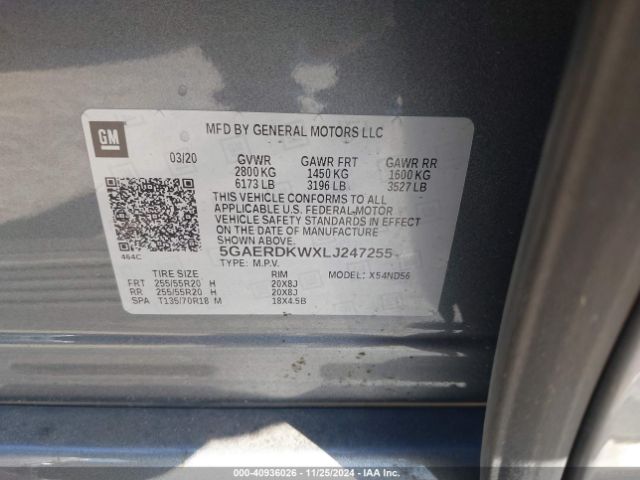 GM
MFD BY GENERAL MOTORS LLC
03/20 GVWR GAWR FRT GAWR RR
2800 KG 1450 KG 1600 KG
6173 LB 3196 LB 3527 LB
THIS VEHICLE CONFORMS TO ALL
APPLICABLE U.S. FEDERAL MOTOR
VEHICLE SAFETY STANDARDS IN EFFECT
ON THE DATE OF MANUFACTURE
SHOWN ABOVE.
464C
5GAERDKWXLJ247255
TYPE: M.P.V.
TIRE SIZE RIM MODEL: X54ND56
FRT 255/55R20 H 20X8J
RR 255/55R20 H 20X8J
SPA T135/70R18 M 18X4.5B
000-40936026 - 11/25/2024 - IAA Inc.